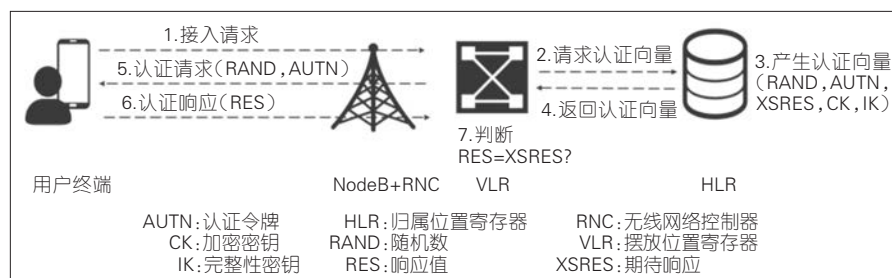 1.接入请求
5.认证请求(RAND,AUTN)
6.认证响应(RES)
2.请求认证向量
4.返回认证向量
3.产生认证向量
(RAND,AUTN,
XSRES,CK,IK)
7.判断
RES=XSRES?
用户终端 NodeB+RNC VLR HLR
AUTN:认证令牌 HLR:归属位置寄存器 RNC:无线网络控制器
CK:加密密钥 RAND:随机数 VLR:摆放位置寄存器
IK:完整性密钥 RES:响应值 XSRES:期待响应